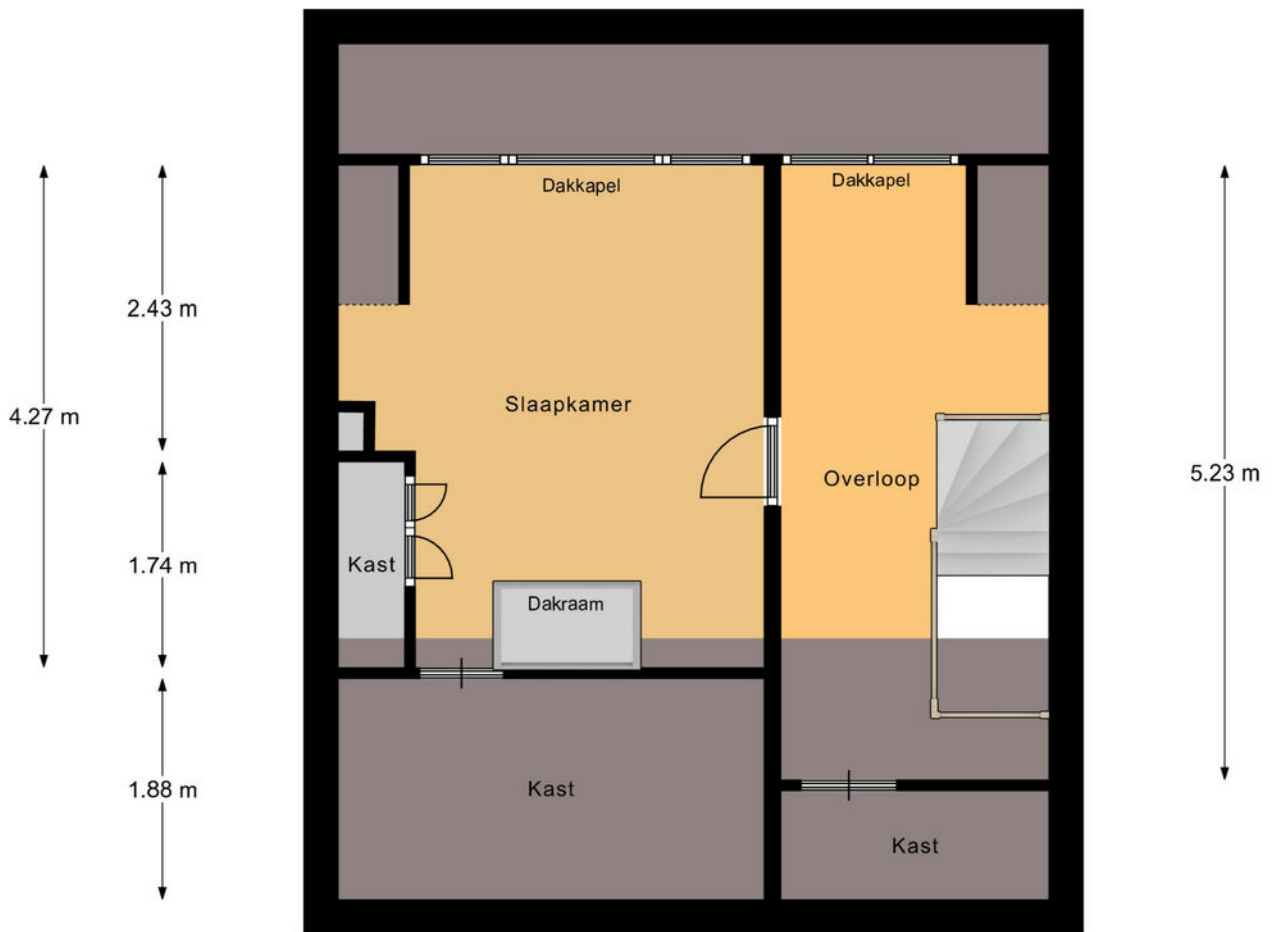 Dakkapel
Dakkapel
2.43 m
4.27 m
Slaapkamer
5.23 m
Overloop
1.74 m
Kast
Dakraam
1.88 m
Kast
Kast